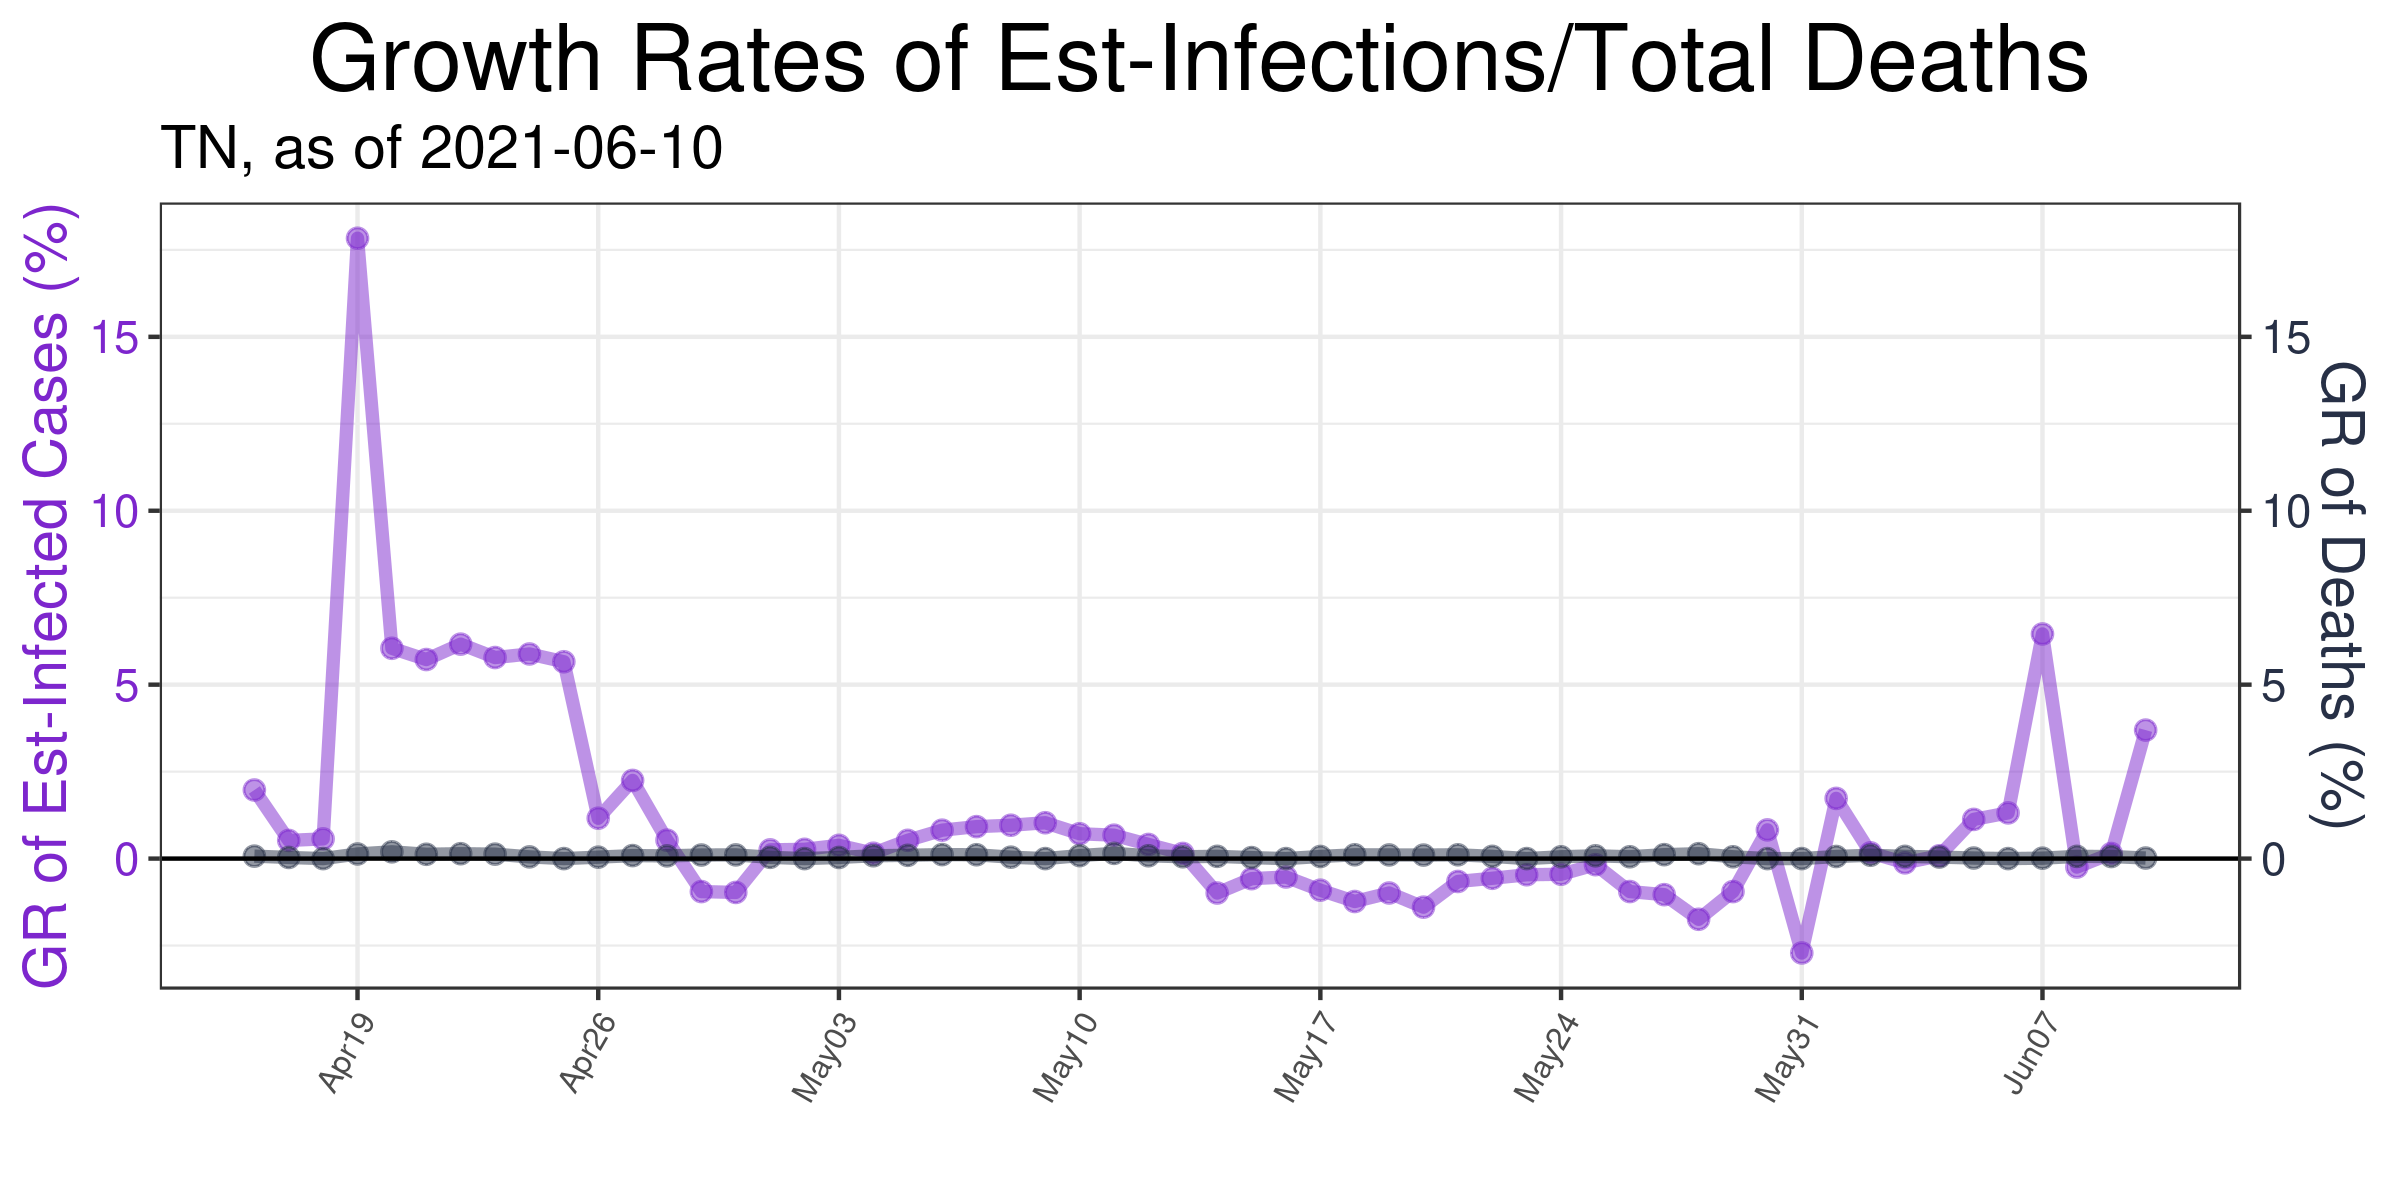 Growth Rates of Est-Infections/Total Deaths
TN, as of 2021-06-10
GR of Est-Infected Cases (%)
15
10
5
0
15
10
5
0
GR of Deaths (%)
Apr19
Apr26
May03
May10
May17
May24
May31
Jun07